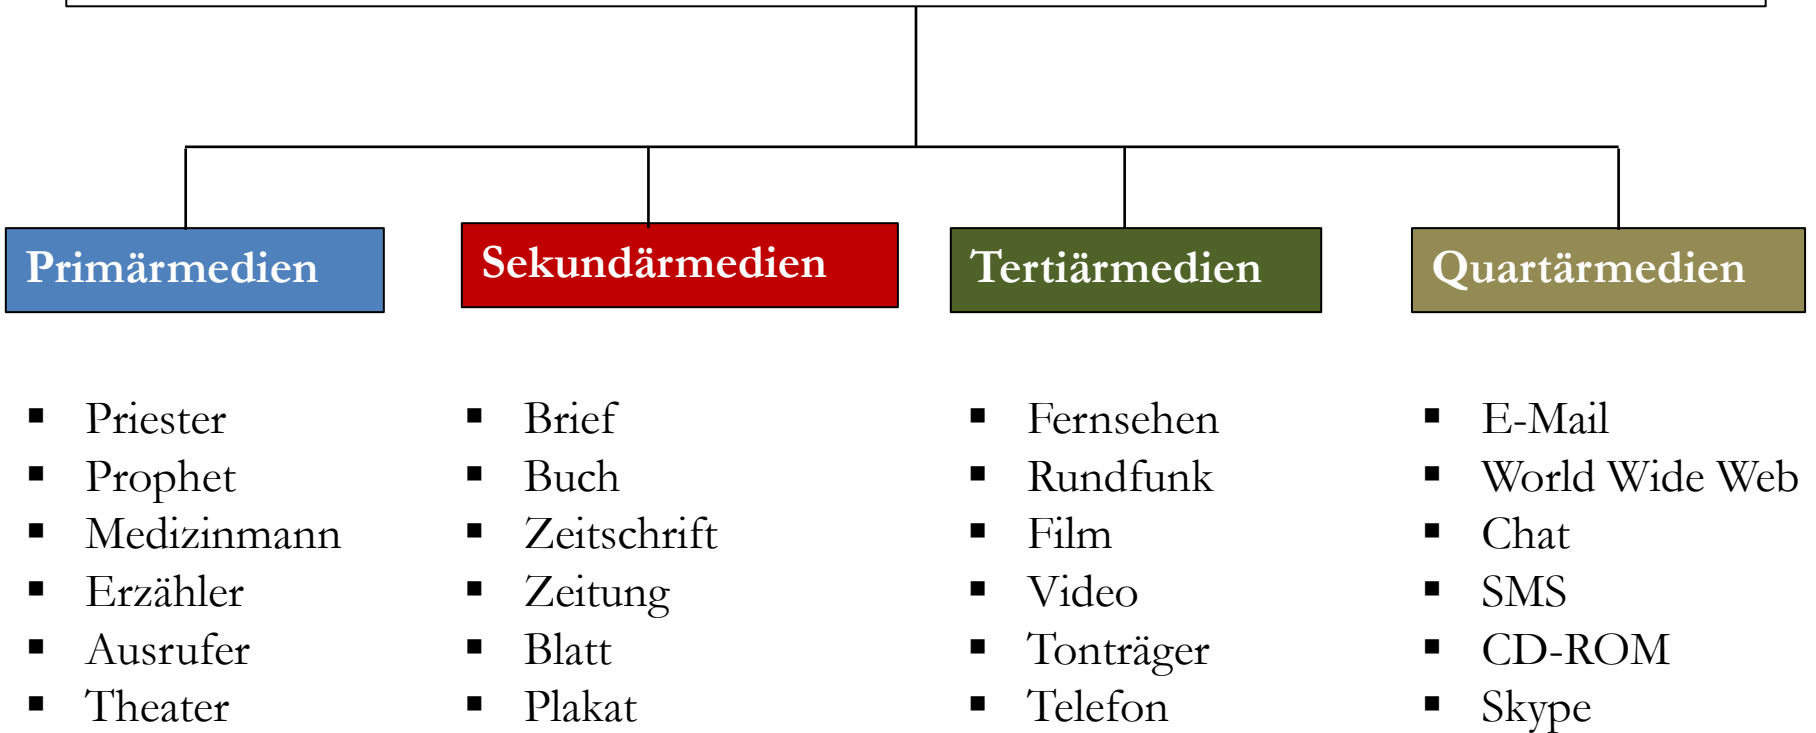 Primärmedien
Sekundärmedien
Tertiärmedien
Quartärmedien
▪ Priester
▪ Prophet
▪ Medizinmann
▪ Erzähler
▪ Ausrufer
▪ Theater
▪ Brief
▪ Buch
▪ Zeitschrift
▪ Zeitung
▪ Blatt
▪ Plakat
▪ Fernsehen
▪ Rundfunk
▪ Film
▪ Video
▪ Tonträger
▪ Telefon
▪ E-Mail
▪ World Wide Web
▪ Chat
▪ SMS
▪ CD-ROM
▪ Skype